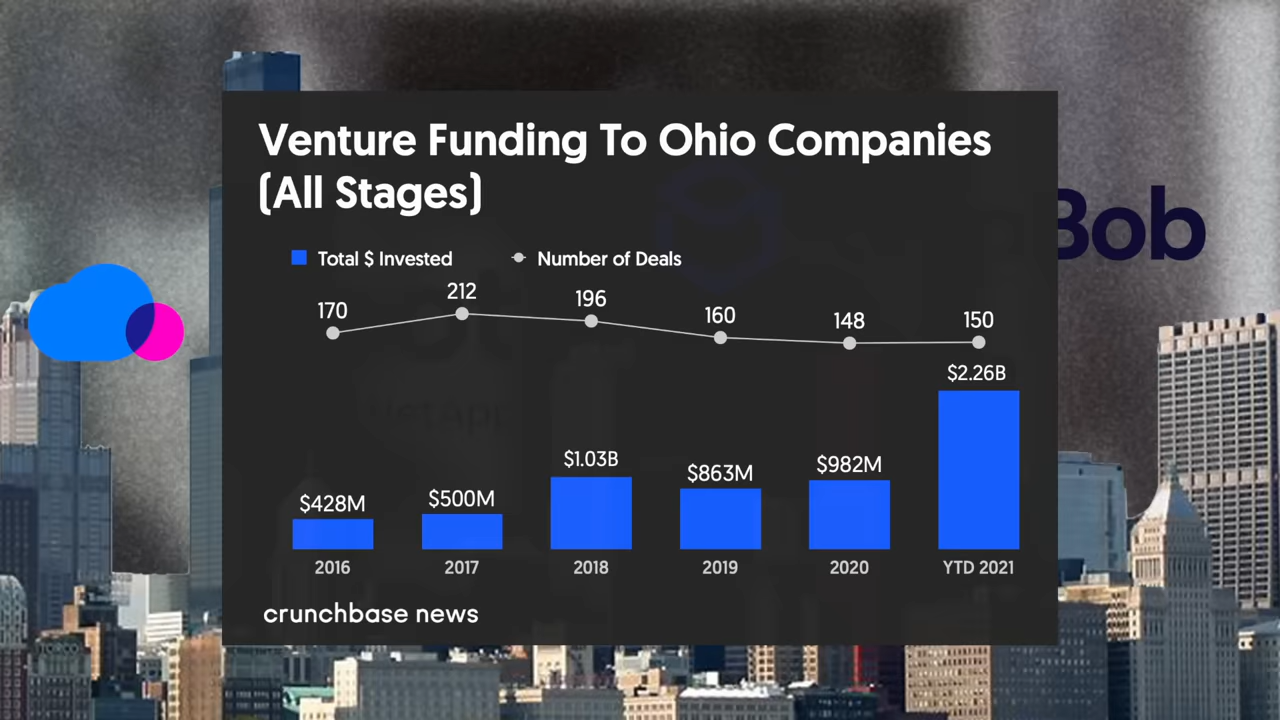 Venture Funding To Ohio Companies
(All Stages)
Bob
Total $ Invested
Number of Deals
170
212
196
160
148
150
$428M
$500M
$1.03B
$863M
$982M
$2.26B
2016
2017
2018
2019
2020
YTD 2021
crunchbase news